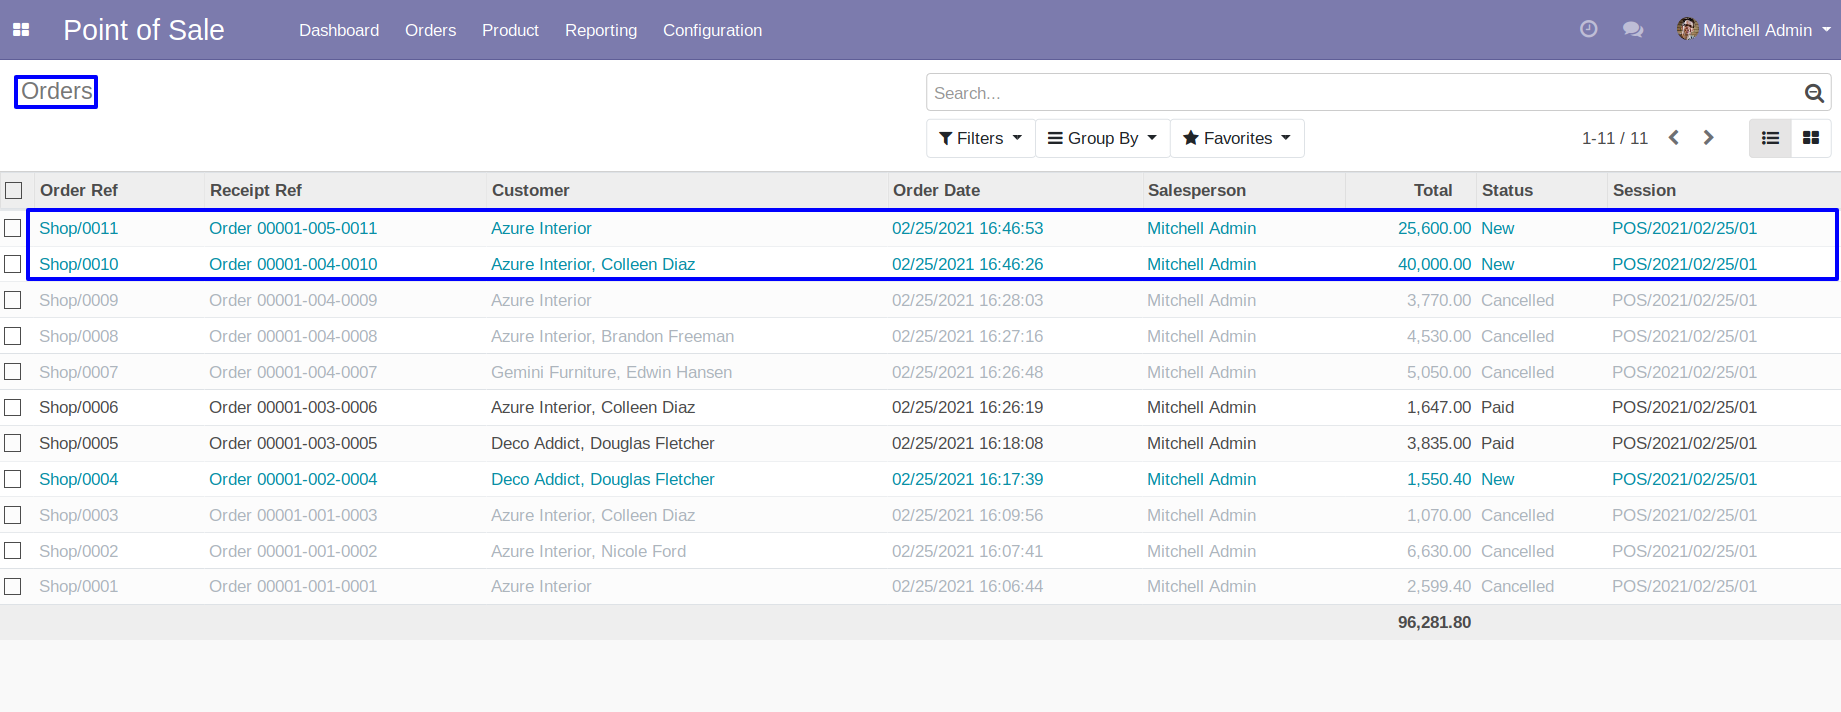 Point of Sale Dashboard Orders Product Reporting Configuration Mitchell Admin
Orders
Search...
Filters Group By Favorites 1-11 / 11
Order Ref Receipt Ref Customer Order Date Salesperson Total Status Session
Shop/0011 Order 00001-005-0011 Azure Interior 02/25/2021 16:46:53 Mitchell Admin 25,600.00 New POS/2021/02/25/01
Shop/0010 Order 00001-004-0010 Azure Interior, Colleen Diaz 02/25/2021 16:46:26 Mitchell Admin 40,000.00 New POS/2021/02/25/01
Shop/0009 Order 00001-004-0009 Azure Interior 02/25/2021 16:28:03 Mitchell Admin 3,770.00 Cancelled POS/2021/02/25/01
Shop/0008 Order 00001-004-0008 Azure Interior, Brandon Freeman 02/25/2021 16:27:16 Mitchell Admin 4,530.00 Cancelled POS/2021/02/25/01
Shop/0007 Order 00001-004-0007 Gemini Furniture, Edwin Hansen 02/25/2021 16:26:48 Mitchell Admin 5,050.00 Cancelled POS/2021/02/25/01
Shop/0006 Order 00001-003-0006 Azure Interior, Colleen Diaz 02/25/2021 16:26:19 Mitchell Admin 1,647.00 Paid POS/2021/02/25/01
Shop/0005 Order 00001-003-0005 Deco Addict, Douglas Fletcher 02/25/2021 16:18:08 Mitchell Admin 3,835.00 Paid POS/2021/02/25/01
Shop/0004 Order 00001-002-0004 Deco Addict, Douglas Fletcher 02/25/2021 16:17:39 Mitchell Admin 1,550.40 New POS/2021/02/25/01
Shop/0003 Order 00001-001-0003 Azure Interior, Colleen Diaz 02/25/2021 16:09:56 Mitchell Admin 1,070.00 Cancelled POS/2021/02/25/01
Shop/0002 Order 00001-001-0002 Azure Interior, Nicole Ford 02/25/2021 16:07:41 Mitchell Admin 6,630.00 Cancelled POS/2021/02/25/01
Shop/0001 Order 00001-001-0001 Azure Interior 02/25/2021 16:06:44 Mitchell Admin 2,599.40 Cancelled POS/2021/02/25/01
96,281.80